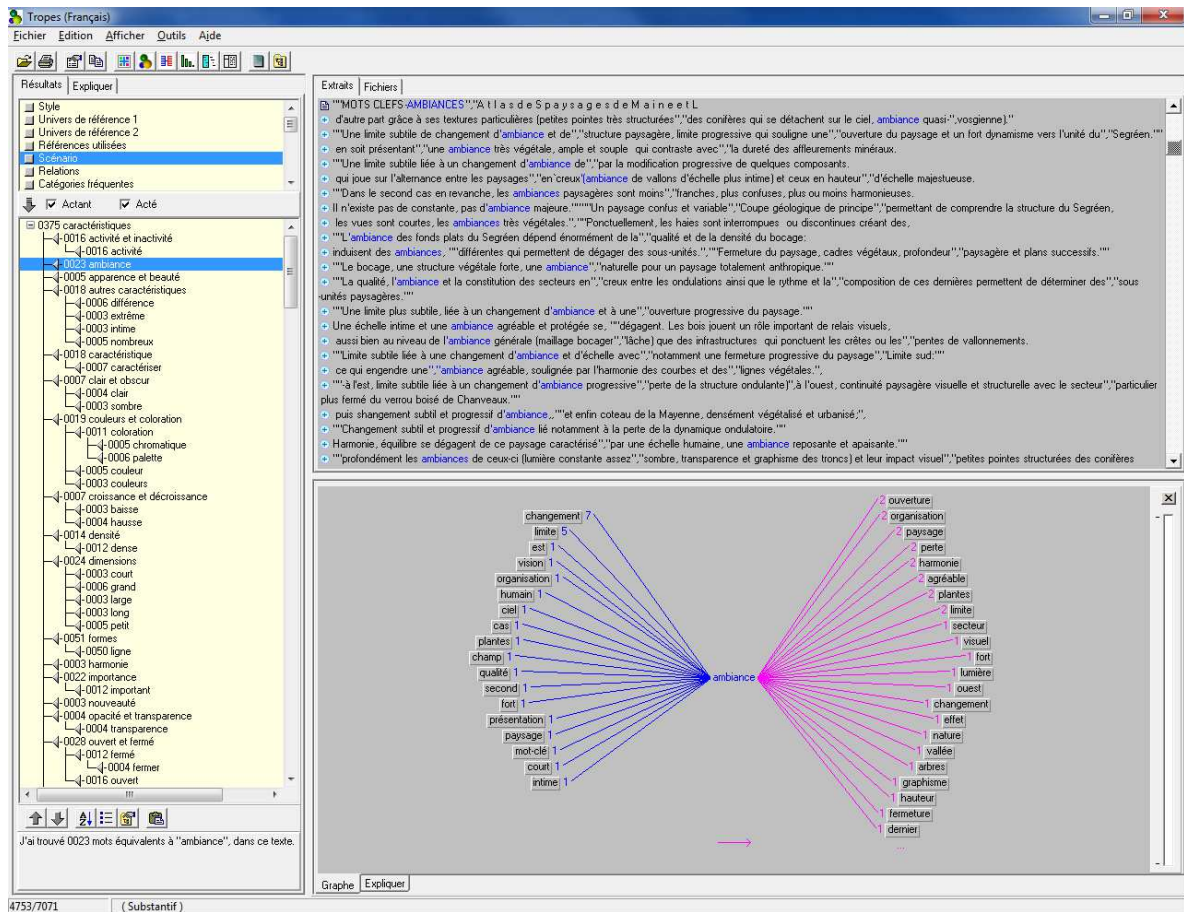 Tropes (Français)
Fichier Edition Afficher Outils Aide
Résultats Expliquer
Style
Univers de référence 1
Univers de référence 2
Références utilisées
Scénario
Relations
Catégories fréquentes
Actant Acté
0375 caractéristiques
0016 activité et inactivité
0016 activité
0023 ambiance
0005 apparence et beauté
0018 autres caractéristiques
0006 différence
0003 extrême
0003 intime
0005 nombreux
0018 caractéristique
0007 caractériser
0007 clair et obscur
0004 clair
0003 sombre
0019 couleurs et coloration
0011 coloration
0005 chromatique
0006 palette
0005 couleur
0003 couleurs
0007 croissance et décroissance
0003 baisse
0004 hausse
0014 densité
0012 dense
0024 dimensions
0003 court
0006 grand
0003 large
0003 long
0005 petit
0051 formes
0050 ligne
0003 harmonie
0022 importance
0012 important
0003 nouveauté
0004 opacité et transparence
0004 transparence
0028 ouvert et fermé
0012 fermé
0004 fermer
0016 ouvert
J'ai trouvé 0023 mots équivalents à "ambiance", dans ce texte.
4753/7071 ( Substantif )
Extraits Fichiers
""MOTS CLEFS-AMBIANCES","A t l a s d e S p a y s a g e s d e M a i n e e t L
d'autre part grâce à ses textures particulières (petites pointes très structurées","des conifères qui se détachent sur le ciel, ambiance quasi-","vosgienne)."
""Une limite subtile de changement d'ambiance et de","structure paysagère, limite progressive qui souligne une","ouverture du paysage et un fort dynamisme vers l'unité du","Segréen.""
en soit présentant","une ambiance très végétale, ample et souple qui contraste avec","la dureté des affleurements minéraux.
""Une limite subtile liée à un changement d'ambiance de","par la modification progressive de quelques composants.
qui joue sur l'alternance entre les paysages","en`creux'(ambiance de vallons d'échelle plus intime) et ceux en hauteur","d'échelle majestueuse.
""Dans le second cas en revanche, les ambiances paysagères sont moins","franches, plus confuses, plus ou moins harmonieuses.
Il n'existe pas de constante, pas d'ambiance majeure.""""Un paysage confus et variable","Coupe géologique de principe","permettant de comprendre la structure du Segréen,
les vues sont courtes, les ambiances très végétales.","Ponctuellement, les haies sont interrompues ou discontinues créant des,
""L'ambiance des fonds plats du Segréen dépend énormément de la","qualité et de la densité du bocage:
induisent des ambiances, ""différentes qui permettent de dégager des sous-unités.","Fermeture du paysage, cadres végétaux, profondeur","paysagère et plans successifs.""
""Le bocage, une structure végétale forte, une ambiance","naturelle pour un paysage totalement anthropique.""
""La qualité, l'ambiance et la constitution des secteurs en","creux entre les ondulations ainsi que le rythme et la","composition de ces dernières permettent de déterminer des","sous
-unités paysagères.""
""Une limite plus subtile, liée à un changement d'ambiance et à une","ouverture progressive du paysage.""
Une échelle intime et une ambiance agréable et protégée se, ""dégagent. Les bois jouent un rôle important de relais visuels,
aussi bien au niveau de l'ambiance générale (maillage bocager","lâche) que des infrastructures qui ponctuent les crêtes ou les","pentes de vallonnements.
""Limite subtile liée à une changement d'ambiance et d'échelle avec","notamment une fermeture progressive du paysage","Limite sud:""
ce qui engendre une","ambiance agréable, soulignée par l'harmonie des courbes et des","lignes végétales.",
""-à l'est, limite subtile liée à un changement d'ambiance progressive","perte de la structure ondulante)",à l'ouest, continuité paysagère visuelle et structurelle avec le secteur","particulier
plus fermé du verrou boisé de Chanveaux.""
puis shangement subtil et progressif d'ambiance,,""et enfin coteau de la Mayenne, densément végétalisé et urbanisé;",
""Changement subtil et progressif d'ambiance lié notamment à la perte de la dynamique ondulatoire.""
Harmonie, équilibre se dégagent de ce paysage caractérisé","par une échelle humaine, une ambiance reposante et apaisante.""
""profondément les ambiances de ceux-ci (lumière constante assez","sombre, transparence et graphisme des troncs) et leur impact visuel","petites pointes structurées des conifères
changement 7
limite 5
est 1
vision 1
organisation 1
humain 1
ciel 1
cas 1
plantes 1
champ 1
qualité 1
second 1
fort 1
présentation 1
paysage 1
mot-clé 1
court 1
intime 1
ambiance
2 ouverture
2 organisation
2 paysage
2 perte
2 harmonie
2 agréable
2 plantes
2 limite
1 secteur
1 visuel
1 fort
1 lumière
1 ouest
1 changement
1 effet
1 nature
1 vallée
1 arbres
1 graphisme
1 hauteur
1 fermeture
1 dernier
...
Graphe Expliquer